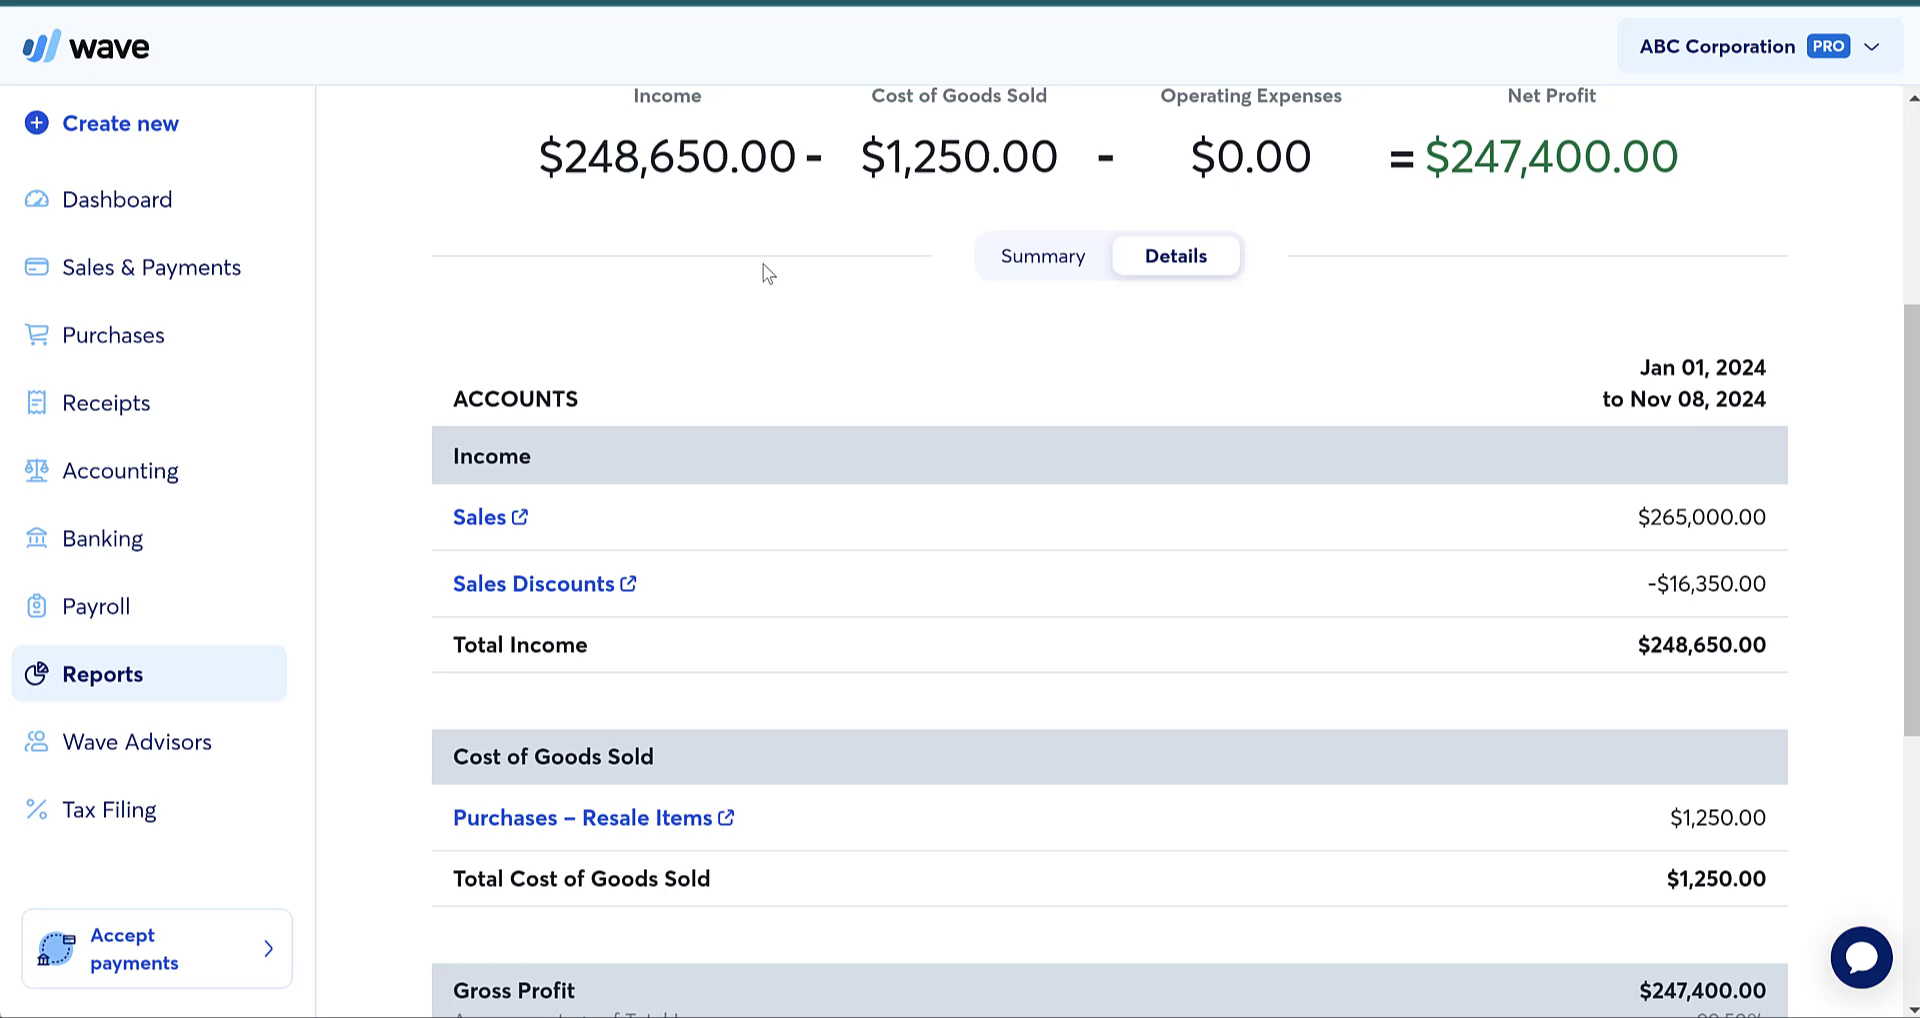 wave
ABC Corporation PRO
Create new
Dashboard
Sales & Payments
Purchases
Receipts
Accounting
Banking
Payroll
Reports
Wave Advisors
Tax Filing
Accept
payments
Income Cost of Goods Sold Operating Expenses Net Profit
$248,650.00 - $1,250.00 - $0.00 = $247,400.00
Summary Details
Jan 01, 2024
ACCOUNTS to Nov 08, 2024
Income
Sales $265,000.00
Sales Discounts -$16,350.00
Total Income $248,650.00
Cost of Goods Sold
Purchases – Resale Items $1,250.00
Total Cost of Goods Sold $1,250.00
Gross Profit $247,400.00